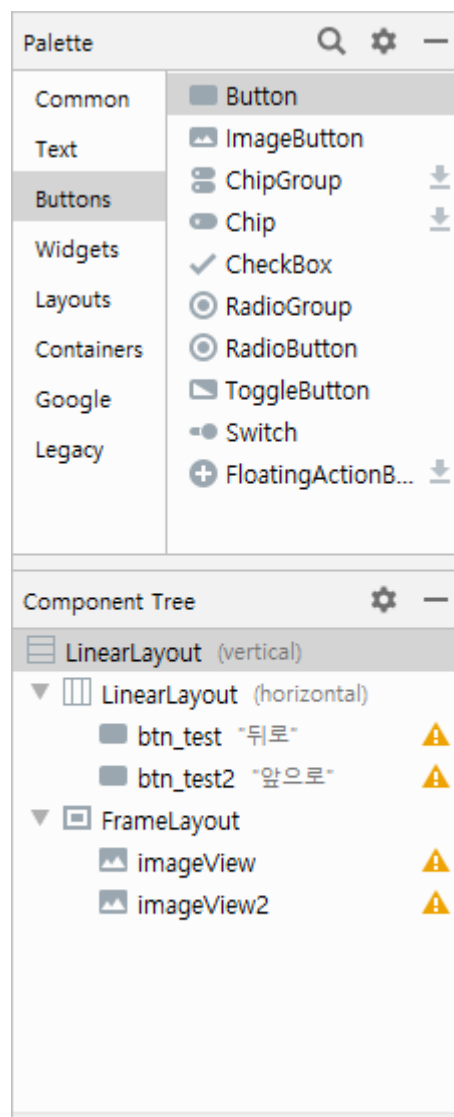 Palette
Common
Text
Buttons
Widgets
Layouts
Containers
Google
Legacy
Button
ImageButton
ChipGroup
Chip
CheckBox
RadioGroup
RadioButton
ToggleButton
Switch
FloatingActionB...
Component Tree
LinearLayout (vertical)
LinearLayout (horizontal)
btn_test "뒤로"
btn_test2 "앞으로"
FrameLayout
imageView
imageView2